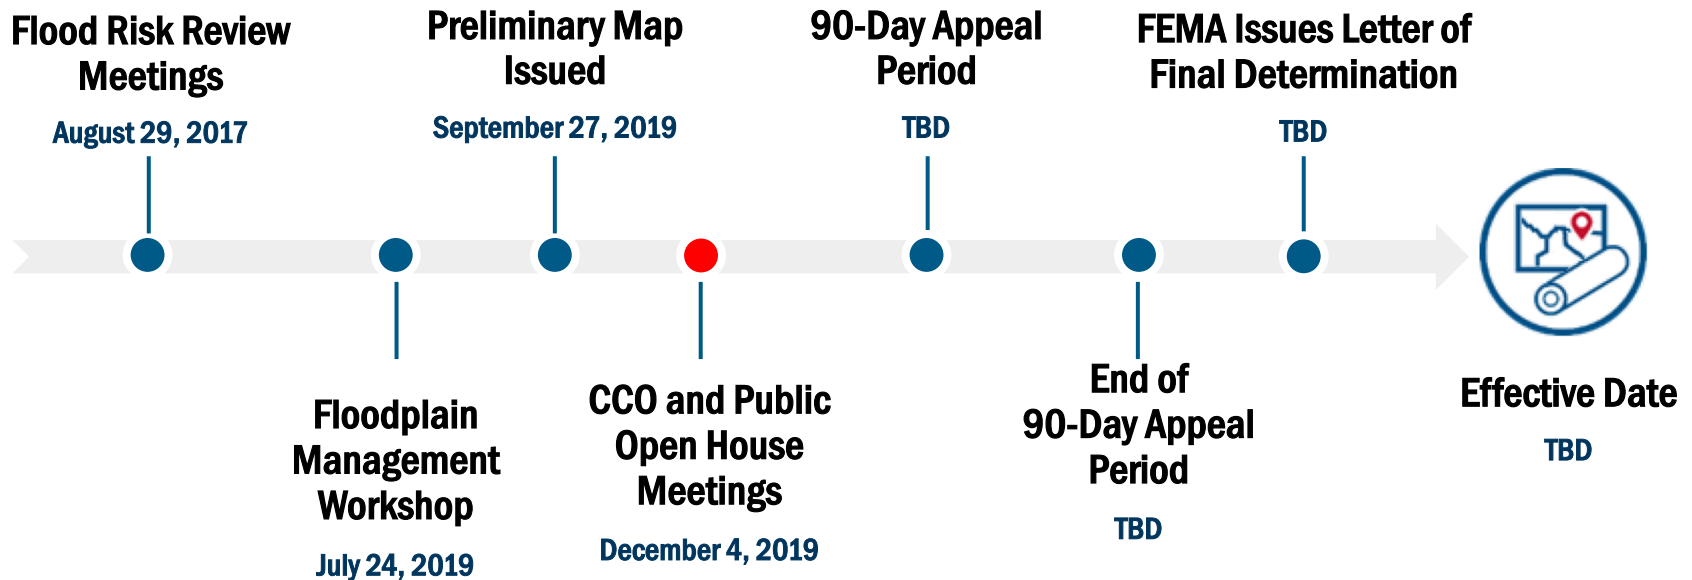 Flood Risk Review
Meetings
August 29, 2017
Floodplain
Management
Workshop
July 24, 2019
Preliminary Map
Issued
September 27, 2019
CCO and Public
Open House
Meetings
December 4, 2019
90-Day Appeal
Period
TBD
End of
90-Day Appeal
Period
TBD
FEMA Issues Letter of
Final Determination
TBD
Effective Date
TBD